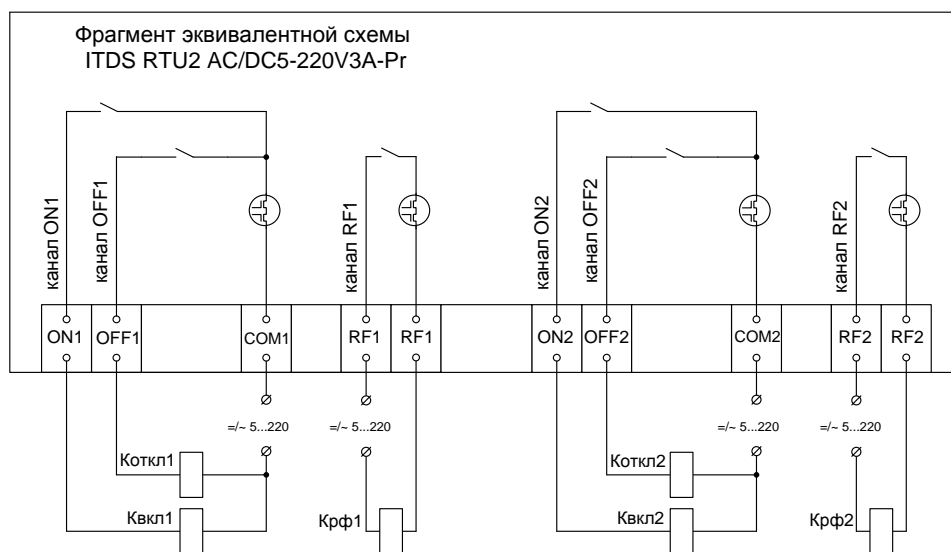 Фрагмент эквивалентной схемы
ITDS RTU2 AC/DC5-220V3A-Pr
канал ON1
канал OFF1
канал RF1
канал ON2
канал OFF2
канал RF2
ON1 OFF1 COM1 RF1 RF1 ON2 OFF2 COM2 RF2 RF2
=/~ 5...220 =/~ 5...220 =/~ 5...220 =/~ 5...220
Коткл1 Коткл2
Квкл1 Крф1 Квкл2 Крф2